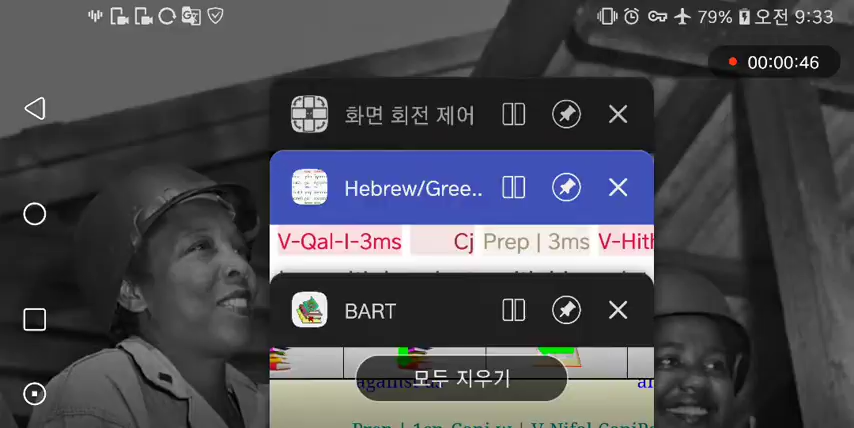 79% 오전 9:33
00:00:46
화면 회전 제어
Hebrew/Gree..
V-Qal-I-3ms Cj Prep | 3ms V-Hith
BART
모두 지우기